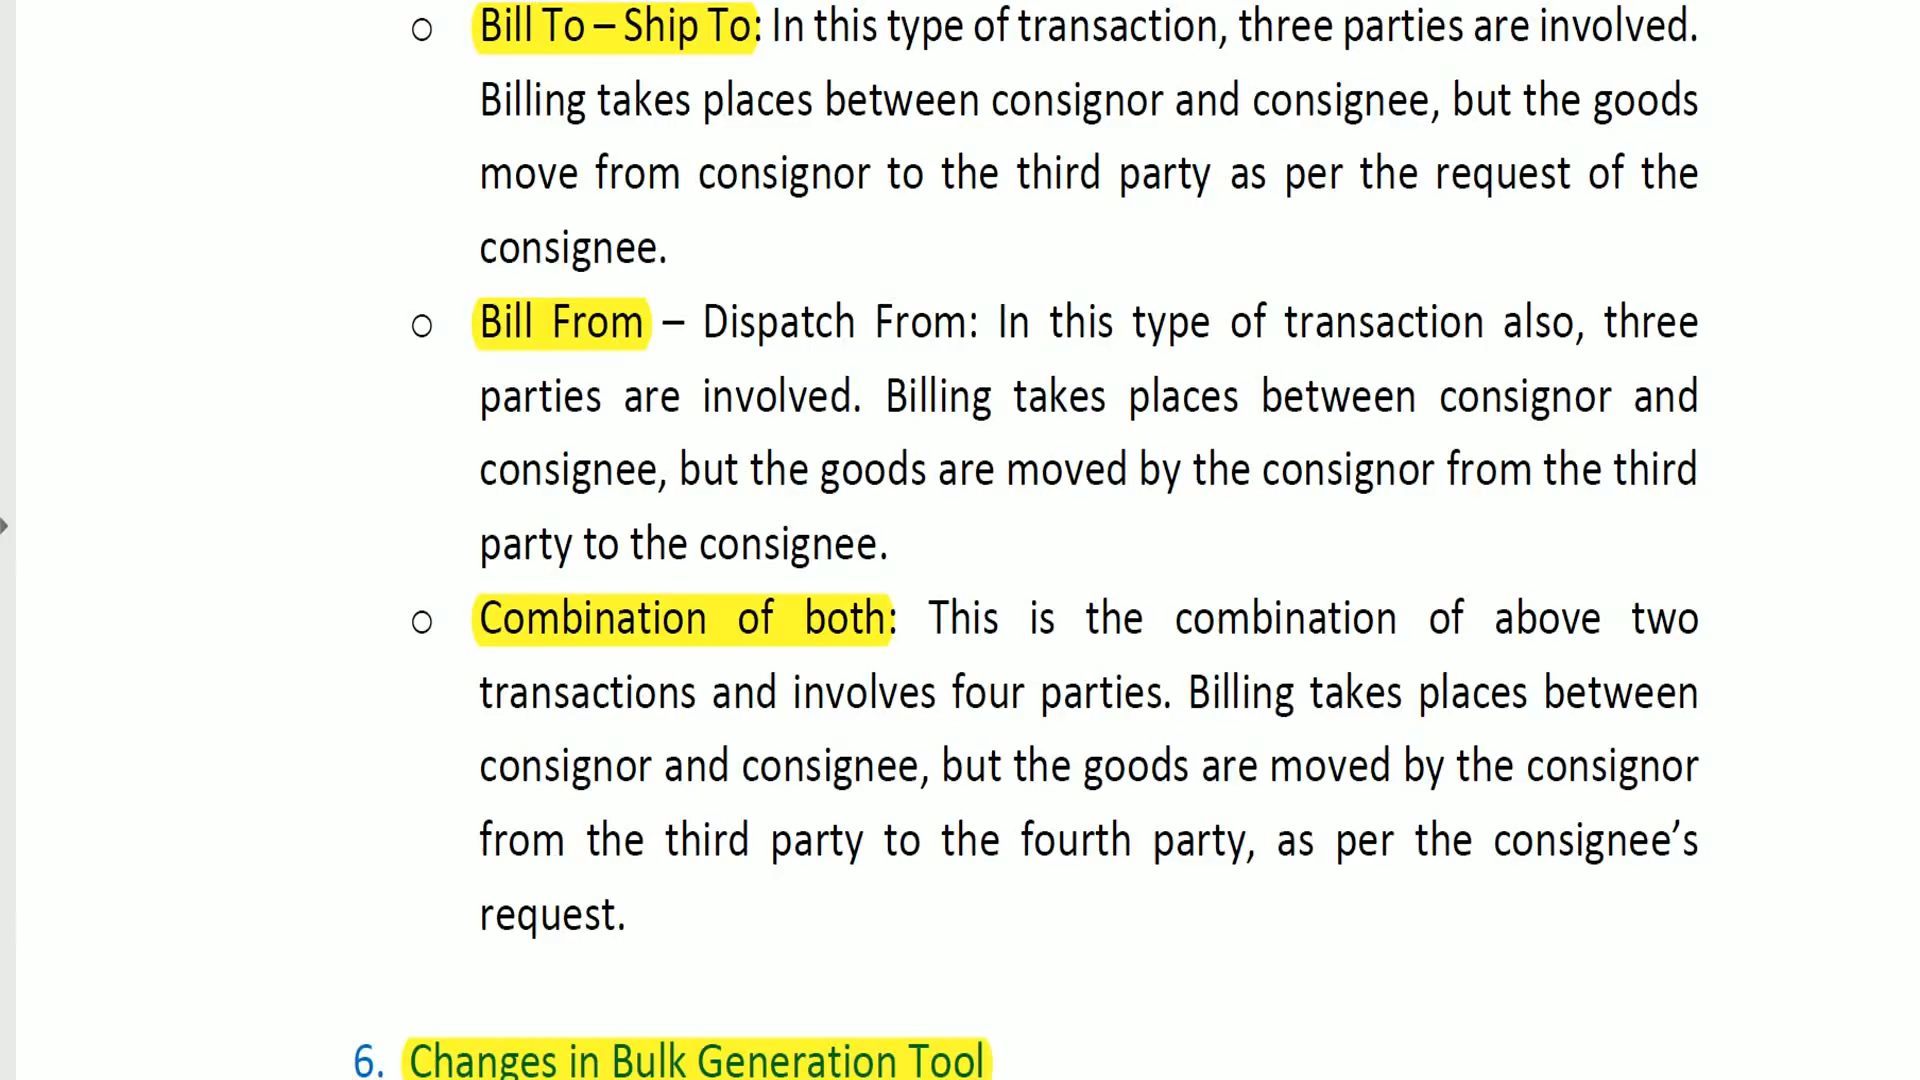 o Bill To – Ship To: In this type of transaction, three parties are involved.
Billing takes places between consignor and consignee, but the goods
move from consignor to the third party as per the request of the
consignee.
o Bill From – Dispatch From: In this type of transaction also, three
parties are involved. Billing takes places between consignor and
consignee, but the goods are moved by the consignor from the third
party to the consignee.
o Combination of both: This is the combination of above two
transactions and involves four parties. Billing takes places between
consignor and consignee, but the goods are moved by the consignor
from the third party to the fourth party, as per the consignee’s
request.
6. Changes in Bulk Generation Tool